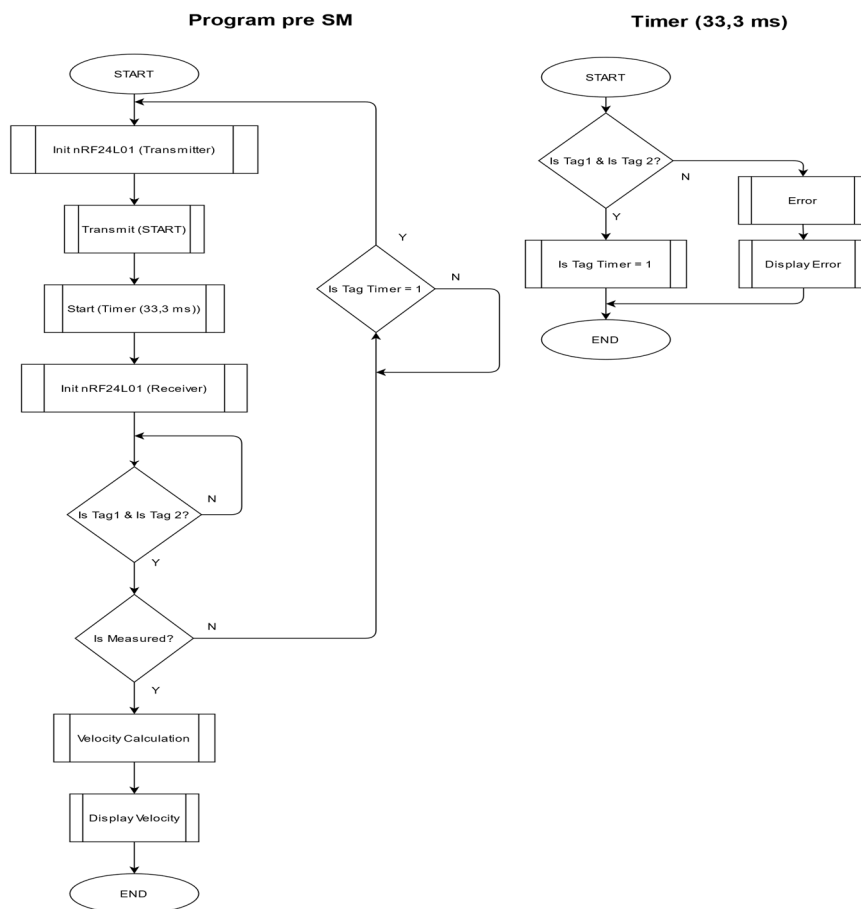 Program pre SM
START
Init nRF24L01 (Transmitter)
Transmit (START)
Start (Timer (33,3 ms))
Init nRF24L01 (Receiver)
Is Tag1 & Is Tag 2?
N
Y
Is Measured?
N
Y
Velocity Calculation
Display Velocity
END
Y
Is Tag Timer = 1
N
Timer (33,3 ms)
START
Is Tag1 & Is Tag 2?
N
Y
Error
Is Tag Timer = 1
Display Error
END